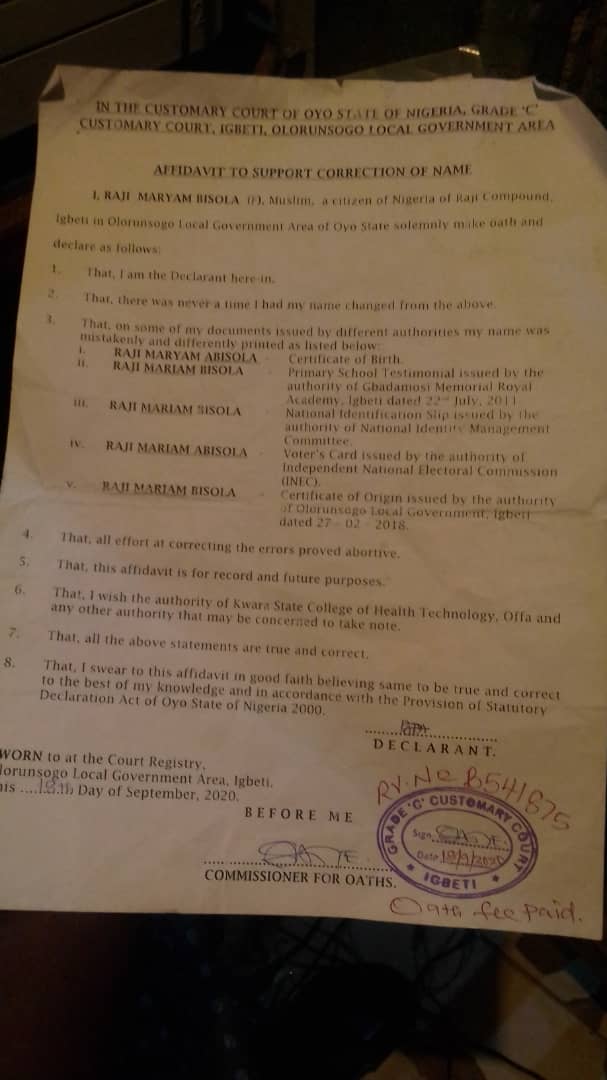 IN THE CUSTOMARY COURT OF OYO STATE OF NIGERIA, GRADE 'C'
CUSTOMARY COURT, IGBETI, OLORUNSOGO LOCAL GOVERNMENT AREA
AFFIDAVIT TO SUPPORT CORRECTION OF NAME
I, RAJI MARYAM BISOLA (F), Muslim, a citizen of Nigeria of Raji Compound,
Igbeti in Olorunsogo Local Government Area of Oyo State solemnly make oath and
declare as follows:
1. That, I am the Declarant here-in.
2. That, there was never a time I had my name changed from the above.
3. That, on some of my documents issued by different authorities my name was
mistakenly and differently printed as listed below:
i. RAJI MARYAM ABISOLA - Certificate of Birth.
ii. RAJI MARIAM BISOLA - Primary School Testimonial issued by the
authority of Gbadamosi Memorial Royal
Academy, Igbeti dated 22nd July, 2011
iii. RAJI MARIAM BISOLA - National Identification Slip issued by the
authority of National Identity Management
Committee.
iv. RAJI MARIAM ABISOLA - Voter's Card issued by the authority of
Independent National Electoral Commission
(INEC).
v. RAJI MARIAM BISOLA - Certificate of Origin issued by the authority
of Olorunsogo Local Government, Igbeti
dated 27 - 02 - 2018.
4. That, all effort at correcting the errors proved abortive.
5. That, this affidavit is for record and future purposes.
6. That, I wish the authority of Kwara State College of Health Technology, Offa and
any other authority that may be concerned to take note.
7. That, all the above statements are true and correct.
8. That, I swear to this affidavit in good faith believing same to be true and correct
to the best of my knowledge and in accordance with the Provision of Statutory
Declaration Act of Oyo State of Nigeria 2000.
DECLARANT.
WORN to at the Court Registry,
lorunsogo Local Government Area, Igbeti.
his ....18th Day of September, 2020.
BEFORE ME
COMMISSIONER FOR OATHS.
RV. No B541875
GRADE 'C' CUSTOMARY COURT
Sign
Date 18/9/2020
IGBETI
Oath fee paid.